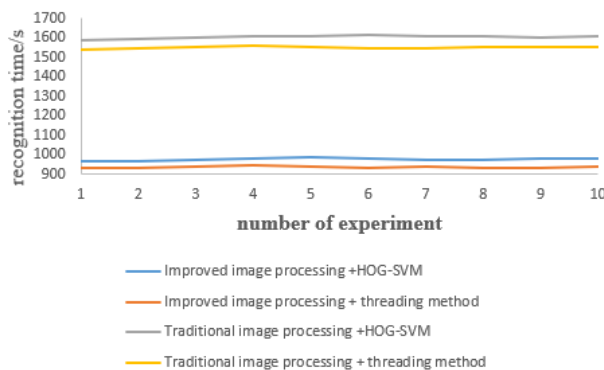 1700
1600
1500
1400
1300
1200
1100
1000
900
recognition time/s
1 2 3 4 5 6 7 8 9 10
number of experiment
Improved image processing +HOG-SVM
Improved image processing + threading method
Traditional image processing +HOG-SVM
Traditional image processing + threading method